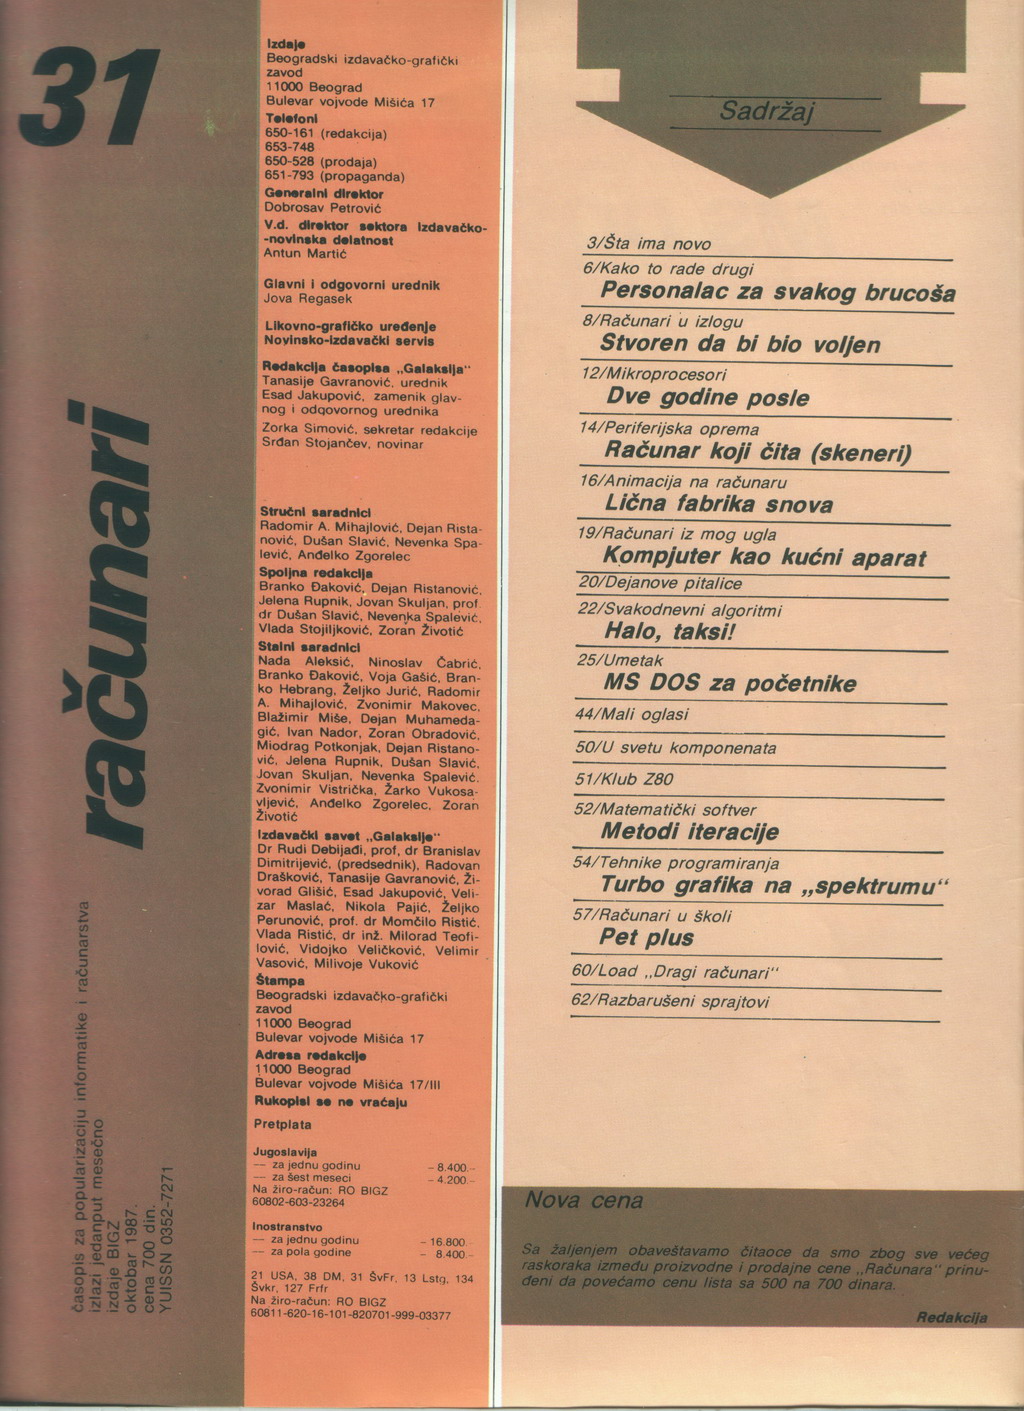 31
računari
časopis za popularizaciju informatike i računarstva
izlazi jedanput mesečno
izdaje BIGZ
oktobar 1987.
cena 700 din.
YUISSN 0352-7271
Izdaje
Beogradski izdavačko-grafički
zavod
11000 Beograd
Bulevar vojvode Mišića 17
Telefoni
650-161 (redakcija)
653-748
650-528 (prodaja)
651-793 (propaganda)
Generalni direktor
Dobrosav Petrović
V.d. direktor sektora Izdavačko-
-novinska delatnost
Antun Martić
Glavni i odgovorni urednik
Jova Regasek
Likovno-grafičko uređenje
Novinsko-izdavački servis
Redakcija časopisa „Galaksija"
Tanasije Gavranović, urednik
Esad Jakupović, zamenik glav-
nog i odgovornog urednika
Zorka Simović, sekretar redakcije
Srđan Stojančev, novinar
Stručni saradnici
Radomir A. Mihajlović, Dejan Rista-
nović, Dušan Slavić, Nevenka Spa-
lević, Anđelko Zgorelec
Spoljna redakcija
Branko Đaković, Dejan Ristanović,
Jelena Rupnik, Jovan Skuljan, prof.
dr Dušan Slavić, Nevenka Spalević,
Vlada Stojiljković, Zoran Životić
Stalni saradnici
Nada Aleksić, Ninoslav Čabrić,
Branko Đaković, Voja Gašić, Bran-
ko Hebrang, Željko Jurić, Radomir
A. Mihajlović, Zvonimir Makovec,
Blažimir Miše, Dejan Muhameda-
gić, Ivan Nador, Zoran Obradović,
Miodrag Potkonjak, Dejan Ristano-
vić, Jelena Rupnik, Dušan Slavić,
Jovan Skuljan, Nevenka Spalević,
Zvonimir Vistrička, Žarko Vukosa-
vljević, Anđelko Zgorelec, Zoran
Životić
Izdavački savet „Galaksije"
Dr Rudi Debijađi, prof, dr Branislav
Dimitrijević, (predsednik), Radovan
Drašković, Tanasije Gavranović, Ži-
vorad Glišić, Esad Jakupović, Veli-
zar Maslać, Nikola Pajić, Željko
Perunović, prof. dr Momčilo Ristić,
Vlada Ristić, dr inž. Milorad Teofi-
lović, Vidojko Veličković, Velimir
Vasović, Milivoje Vuković
Štampa
Beogradski izdavačko-grafički
zavod
11000 Beograd
Bulevar vojvode Mišića 17
Adresa redakcije
11000 Beograd
Bulevar vojvode Mišića 17/III
Rukopisi se ne vraćaju
Pretplata
Jugoslavija
— za jednu godinu – 8.400.–
— za šest meseci – 4.200.–
Na žiro-račun: RO BIGZ
60802-603-23264
Inostranstvo
— za jednu godinu – 16.800.–
— za pola godine – 8.400.–
21 USA, 38 DM, 31 ŠvFr, 13 Lstg, 134
Švkr, 127 Frfr
Na žiro-račun: RO BIGZ
60811-620-16-101-820701-999-03377
Sadržaj
3/Šta ima novo
6/Kako to rade drugi
Personalac za svakog brucoša
8/Računari u izlogu
Stvoren da bi bio voljen
12/Mikroprocesori
Dve godine posle
14/Periferijska oprema
Računar koji čita (skeneri)
16/Animacija na računaru
Lična fabrika snova
19/Računari iz mog ugla
Kompjuter kao kućni aparat
20/Dejanove pitalice
22/Svakodnevni algoritmi
Halo, taksi!
25/Umetak
MS DOS za početnike
44/Mali oglasi
50/U svetu komponenata
51/Klub Z80
52/Matematički softver
Metodi iteracije
54/Tehnike programiranja
Turbo grafika na „spektrumu"
57/Računari u školi
Pet plus
60/Load „Dragi računari"
62/Razbarušeni sprajtovi
Nova cena
Sa žaljenjem obaveštavamo čitaoce da smo zbog sve većeg
raskoraka između proizvodne i prodajne cene „Računara" prinu-
đeni da povećamo cenu lista sa 500 na 700 dinara.
Redakcija